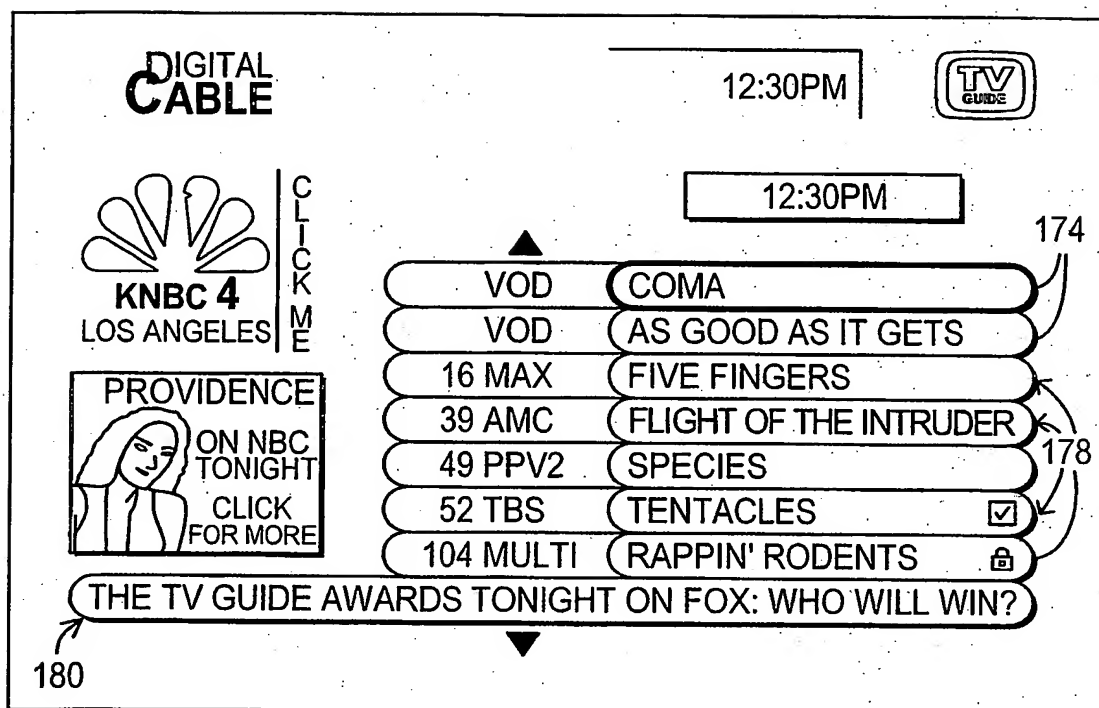 DIGITAL
CABLE
12:30PM
TV
GUIDE
12:30PM
174
CLICK ME
KNBC 4
LOS ANGELES
VOD COMA
VOD AS GOOD AS IT GETS
16 MAX FIVE FINGERS
39 AMC FLIGHT OF THE INTRUDER
178
49 PPV2 SPECIES
52 TBS TENTACLES
104 MULTI RAPPIN' RODENTS
PROVIDENCE
ON NBC
TONIGHT
CLICK
FOR MORE
THE TV GUIDE AWARDS TONIGHT ON FOX: WHO WILL WIN?
180